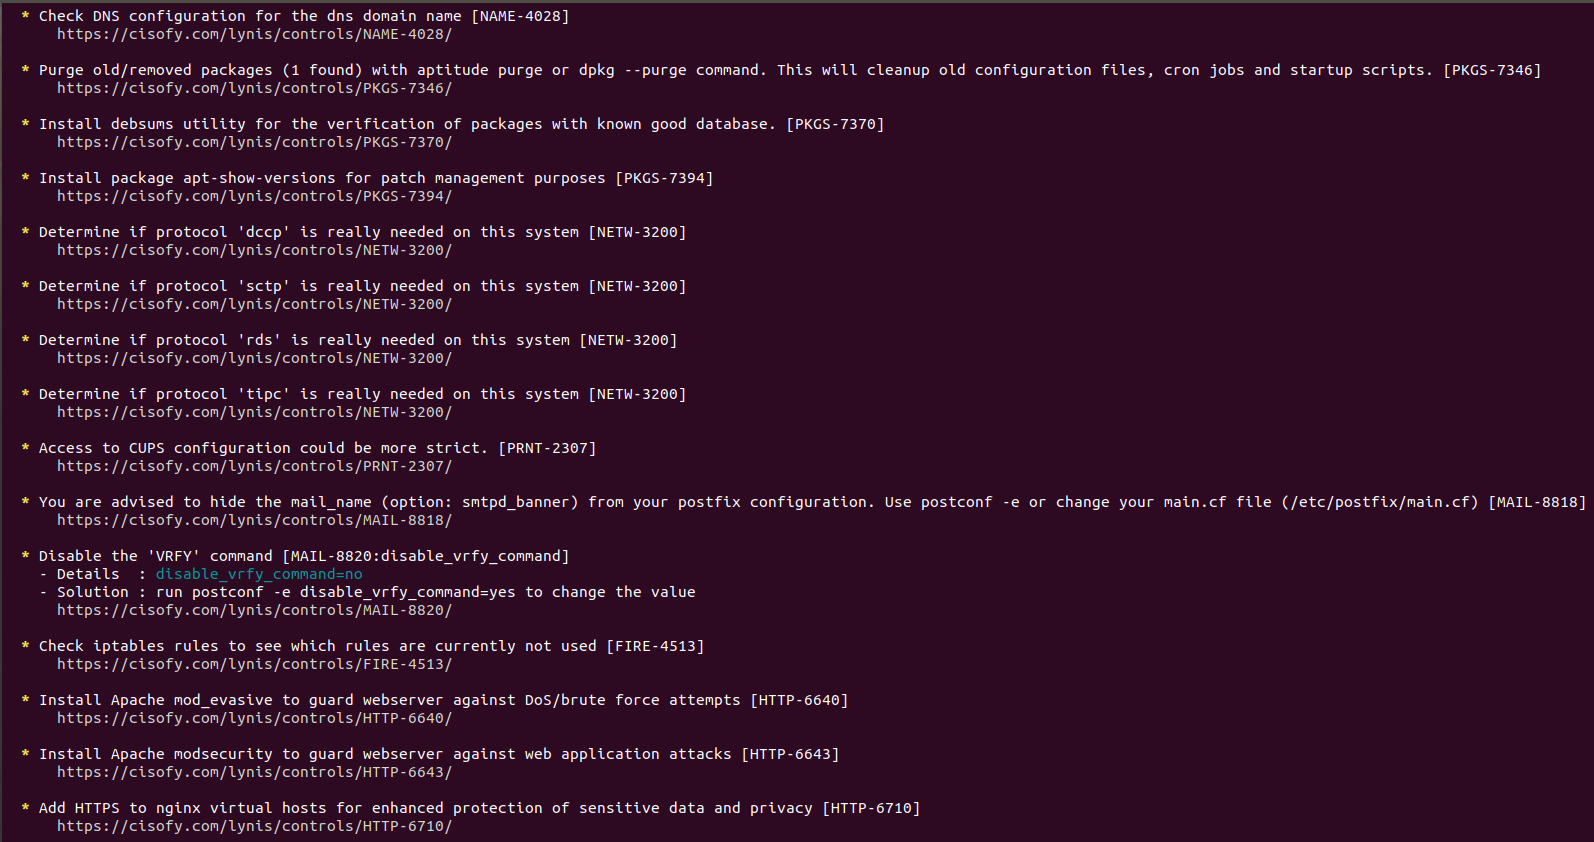 * Check DNS configuration for the dns domain name [NAME-4028]
https://cisofy.com/lynis/controls/NAME-4028/
* Purge old/removed packages (1 found) with aptitude purge or dpkg --purge command. This will cleanup old configuration files, cron jobs and startup scripts. [PKGS-7346]
https://cisofy.com/lynis/controls/PKGS-7346/
* Install debsums utility for the verification of packages with known good database. [PKGS-7370]
https://cisofy.com/lynis/controls/PKGS-7370/
* Install package apt-show-versions for patch management purposes [PKGS-7394]
https://cisofy.com/lynis/controls/PKGS-7394/
* Determine if protocol 'dccp' is really needed on this system [NETW-3200]
https://cisofy.com/lynis/controls/NETW-3200/
* Determine if protocol 'sctp' is really needed on this system [NETW-3200]
https://cisofy.com/lynis/controls/NETW-3200/
* Determine if protocol 'rds' is really needed on this system [NETW-3200]
https://cisofy.com/lynis/controls/NETW-3200/
* Determine if protocol 'tipc' is really needed on this system [NETW-3200]
https://cisofy.com/lynis/controls/NETW-3200/
* Access to CUPS configuration could be more strict. [PRNT-2307]
https://cisofy.com/lynis/controls/PRNT-2307/
* You are advised to hide the mail_name (option: smtpd_banner) from your postfix configuration. Use postconf -e or change your main.cf file (/etc/postfix/main.cf) [MAIL-8818]
https://cisofy.com/lynis/controls/MAIL-8818/
* Disable the 'VRFY' command [MAIL-8820:disable_vrfy_command]
- Details  : disable_vrfy_command=no
- Solution : run postconf -e disable_vrfy_command=yes to change the value
https://cisofy.com/lynis/controls/MAIL-8820/
* Check iptables rules to see which rules are currently not used [FIRE-4513]
https://cisofy.com/lynis/controls/FIRE-4513/
* Install Apache mod_evasive to guard webserver against DoS/brute force attempts [HTTP-6640]
https://cisofy.com/lynis/controls/HTTP-6640/
* Install Apache modsecurity to guard webserver against web application attacks [HTTP-6643]
https://cisofy.com/lynis/controls/HTTP-6643/
* Add HTTPS to nginx virtual hosts for enhanced protection of sensitive data and privacy [HTTP-6710]
https://cisofy.com/lynis/controls/HTTP-6710/